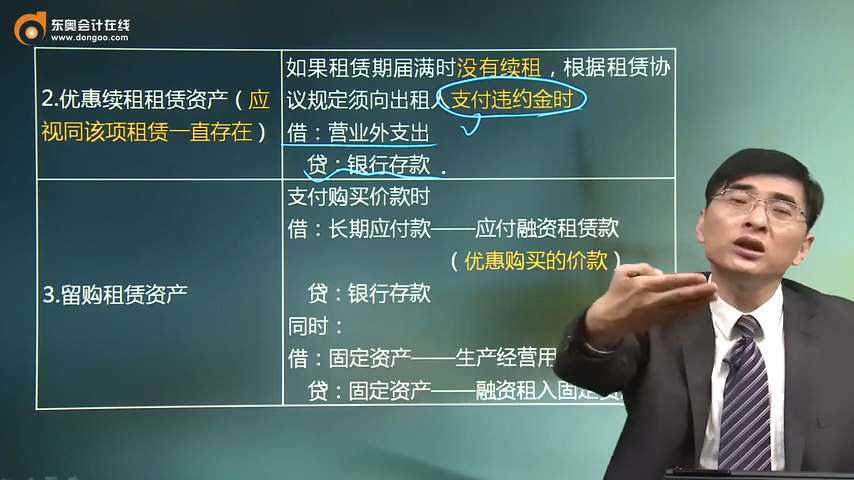 东奥会计在线
www.dongao.com
如果租赁期届满时没有续租，根据租赁协
2.优惠续租租赁资产（应
议规定须向出租人支付违约金时
视同该项租赁一直存在）
借：营业外支出
贷：银行存款
支付购买价款时
借：长期应付款——应付融资租赁款
（优惠购买的价款）
3.留购租赁资产
贷：银行存款
同时：
借：固定资产——生产经营用
贷：固定资产——融资租入固定